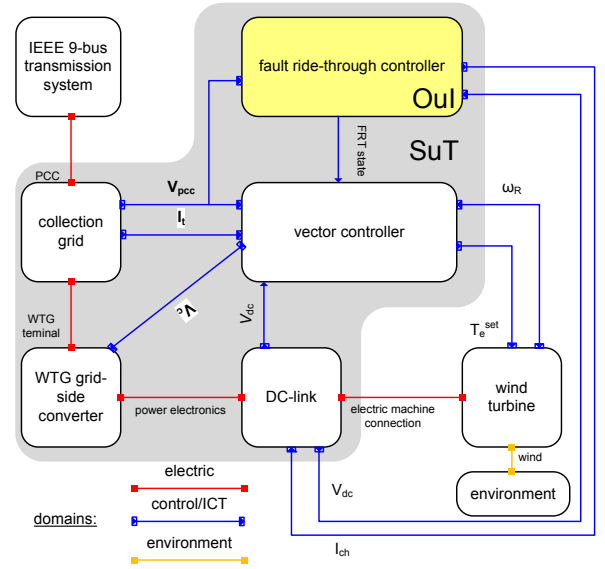 IEEE 9-bus
transmission
system
fault ride-through controller
OuI
FRT state
SuT
PCC
V_pcc
I_t
ω_R
collection
grid
vector controller
WTG
teminal
V_c
V_dc
T_e^set
WTG grid-
side
converter
power electronics
DC-link
electric machine
connection
wind
turbine
wind
environment
V_dc
I_ch
electric
control/ICT
domains:
environment